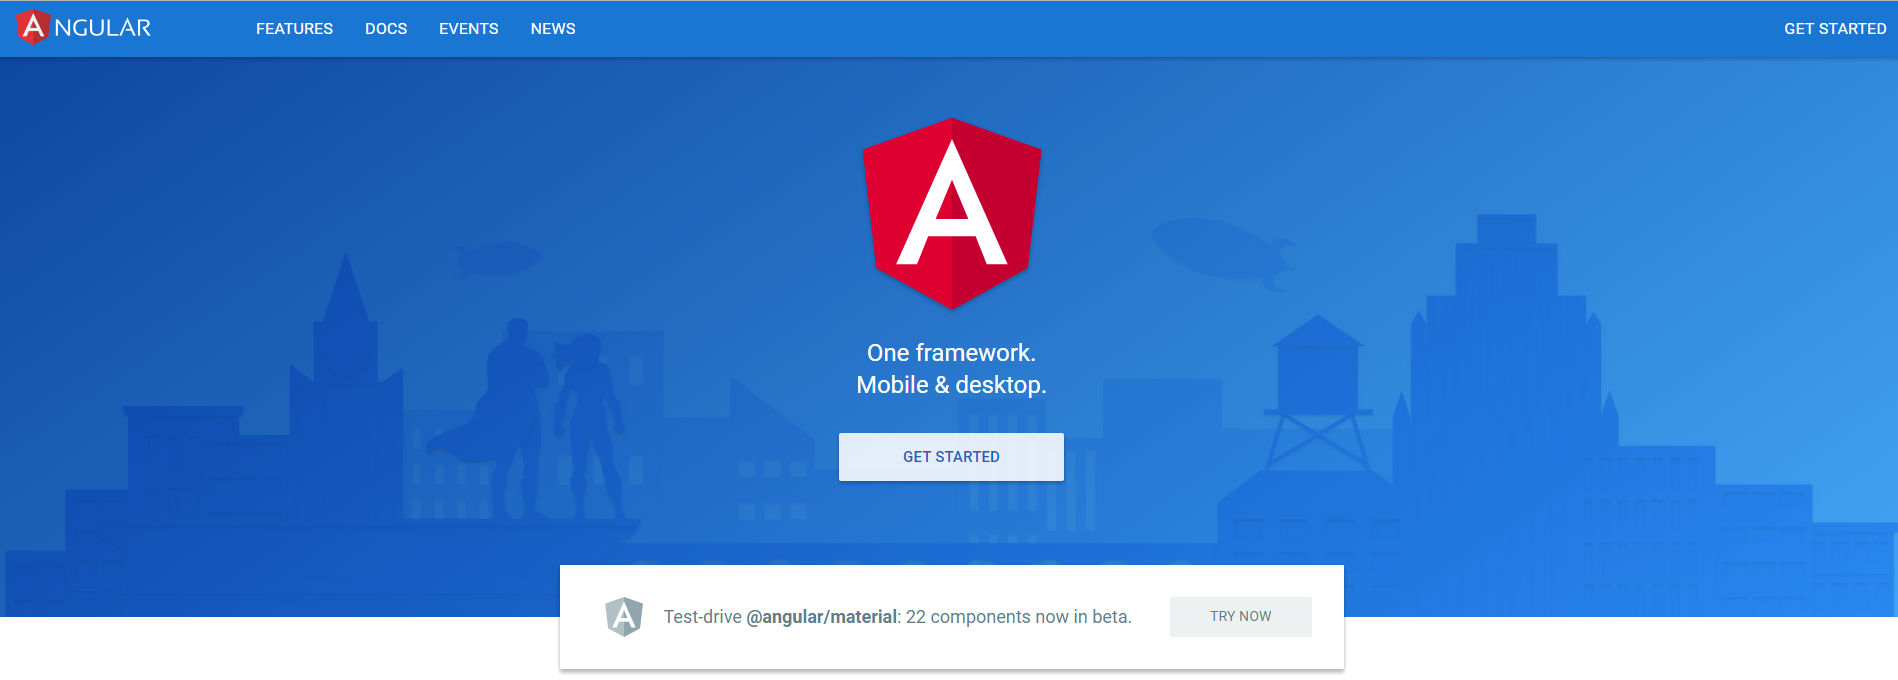 ANGULAR
FEATURES DOCS EVENTS NEWS GET STARTED
A
One framework.
Mobile & desktop.
GET STARTED
A Test-drive @angular/material: 22 components now in beta. TRY NOW